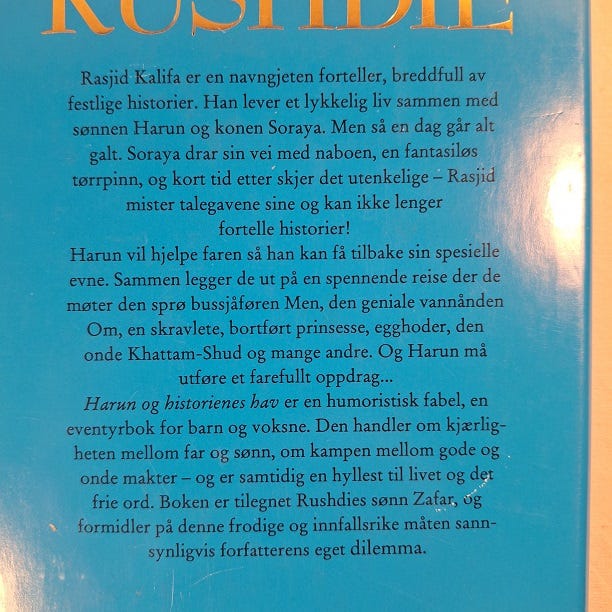 RUSHDIE
Rasjid Kalifa er en navngjeten forteller, breddfull av
festlige historier. Han lever et lykkelig liv sammen med
sønnen Harun og konen Soraya. Men så en dag går alt
galt. Soraya drar sin vei med naboen, en fantasiløs
tørrpinn, og kort tid etter skjer det utenkelige – Rasjid
mister talegavene sine og kan ikke lenger
fortelle historier!
Harun vil hjelpe faren så han kan få tilbake sin spesielle
evne. Sammen legger de ut på en spennende reise der de
møter den sprø bussjåføren Men, den geniale vannånden
Om, en skravlete, bortført prinsesse, egghoder, den
onde Khattam-Shud og mange andre. Og Harun må
utføre et farefullt oppdrag...
Harun og historienes hav er en humoristisk fabel, en
eventyrbok for barn og voksne. Den handler om kjærlig-
heten mellom far og sønn, om kampen mellom gode og
onde makter – og er samtidig en hyllest til livet og det
frie ord. Boken er tilegnet Rushdies sønn Zafar, og
formidler på denne frodige og innfallsrike måten sann-
synligvis forfatterens eget dilemma.